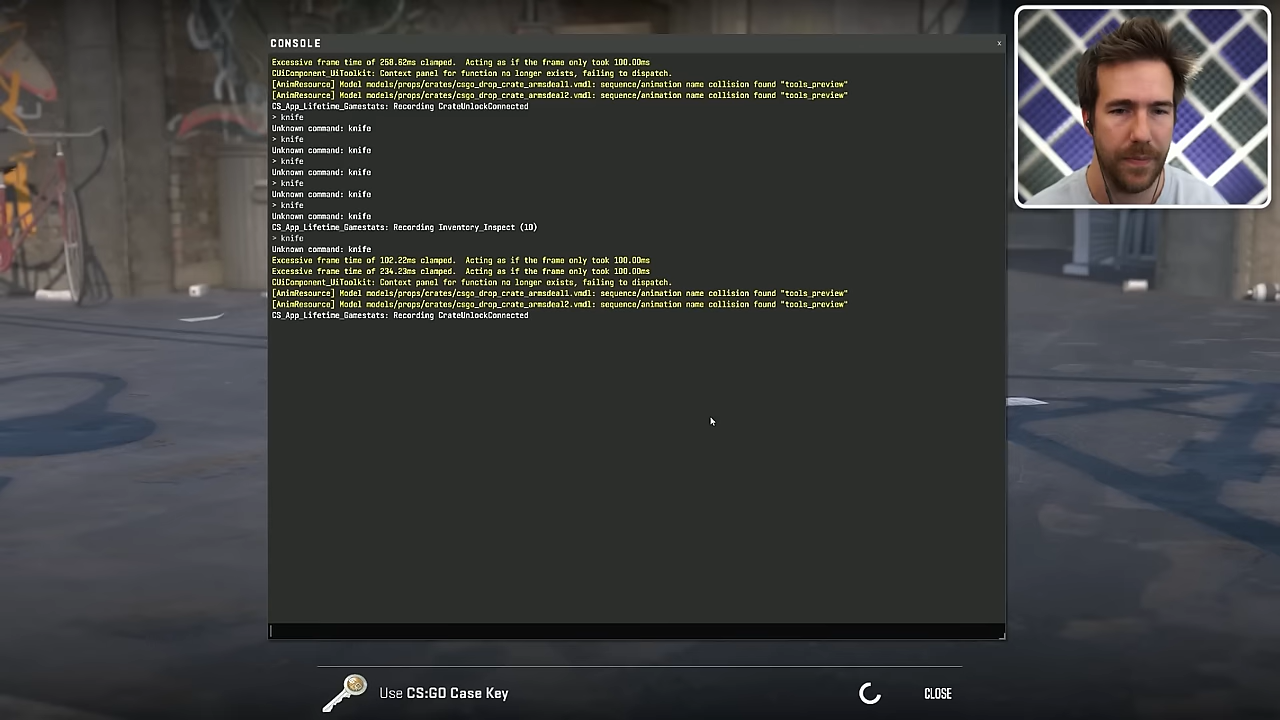 CONSOLE
x
Excessive frame time of 258.82ms clamped.  Acting as if the frame only took 100.00ms
CUiComponent_UiToolkit: Context panel for function no longer exists, failing to dispatch.
[AnimResource] Model models/props/crates/csgo_drop_crate_armsdeal1.vmdl: sequence/animation name collision found "tools_preview"
[AnimResource] Model models/props/crates/csgo_drop_crate_armsdeal2.vmdl: sequence/animation name collision found "tools_preview"
CS_App_Lifetime_Gamestats: Recording CrateUnlockConnected
> knife
Unknown command: knife
> knife
Unknown command: knife
> knife
Unknown command: knife
> knife
Unknown command: knife
> knife
Unknown command: knife
CS_App_Lifetime_Gamestats: Recording Inventory_Inspect (10)
> knife
Unknown command: knife
Excessive frame time of 102.22ms clamped.  Acting as if the frame only took 100.00ms
Excessive frame time of 234.23ms clamped.  Acting as if the frame only took 100.00ms
CUiComponent_UiToolkit: Context panel for function no longer exists, failing to dispatch.
[AnimResource] Model models/props/crates/csgo_drop_crate_armsdeal1.vmdl: sequence/animation name collision found "tools_preview"
[AnimResource] Model models/props/crates/csgo_drop_crate_armsdeal2.vmdl: sequence/animation name collision found "tools_preview"
CS_App_Lifetime_Gamestats: Recording CrateUnlockConnected
Use CS:GO Case Key
CLOSE